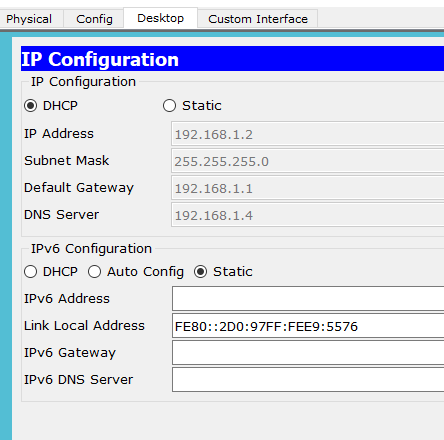 Physical Config Desktop Custom Interface
IP Configuration
IP Configuration
DHCP Static
IP Address 192.168.1.2
Subnet Mask 255.255.255.0
Default Gateway 192.168.1.1
DNS Server 192.168.1.4
IPv6 Configuration
DHCP Auto Config Static
IPv6 Address
Link Local Address FE80::2D0:97FF:FEE9:5576
IPv6 Gateway
IPv6 DNS Server